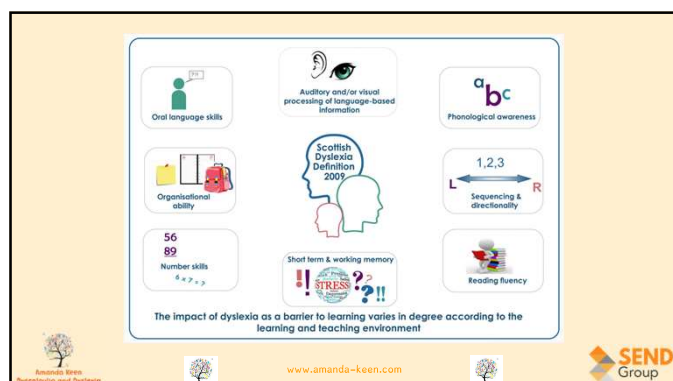 Oral language skills
Auditory and/or visual
processing of language-based
information
a
b
c
Phonological awareness
Organisational
ability
Scottish
Dyslexia
Definition
2009
1,2,3
L
R
Sequencing &
directionality
56
89
Number skills
6 x 7 = ?
Short term & working memory
!!
STRESS
???!!
Reading fluency
The impact of dyslexia as a barrier to learning varies in degree according to the
learning and teaching environment
Amanda Keen
www.amanda-keen.com
SEND
Group